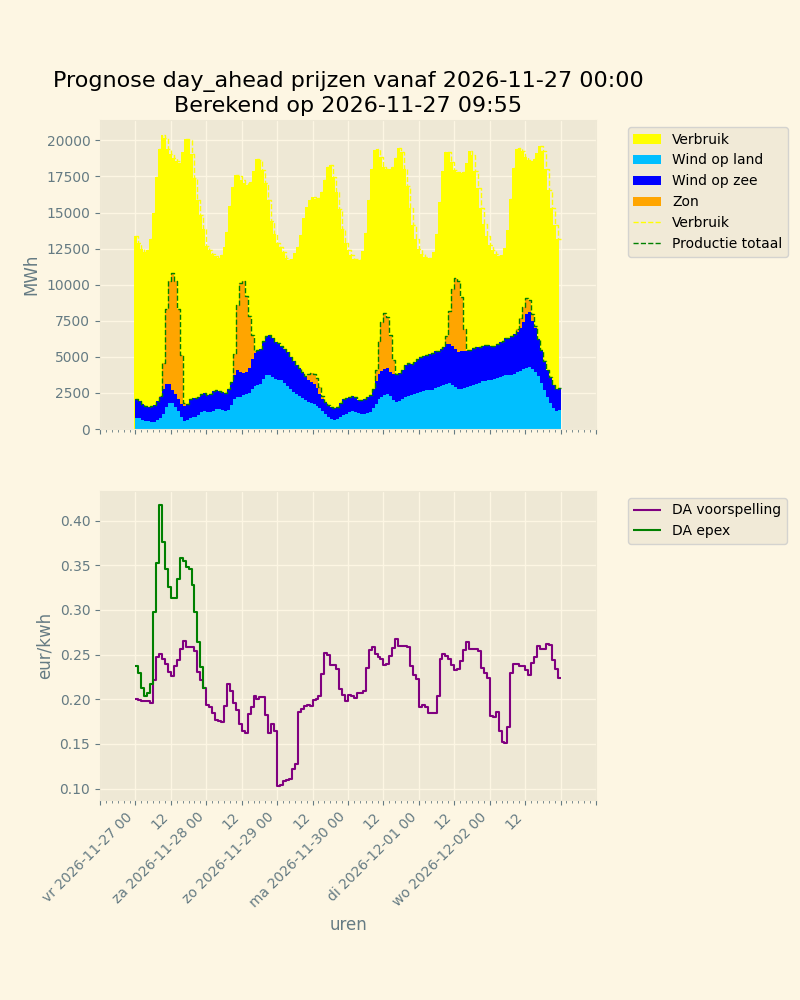 Prognose day_ahead prijzen vanaf 2026-11-27 00:00
Berekend op 2026-11-27 09:55
MWh
20000
17500
15000
12500
10000
7500
5000
2500
0
Verbruik
Wind op land
Wind op zee
Zon
Verbruik
Productie totaal
eur/kwh
0.40
0.35
0.30
0.25
0.20
0.15
0.10
DA voorspelling
DA epex
vr 2026-11-27 00
12
za 2026-11-28 00
12
zo 2026-11-29 00
12
ma 2026-11-30 00
12
di 2026-12-01 00
12
wo 2026-12-02 00
12
uren